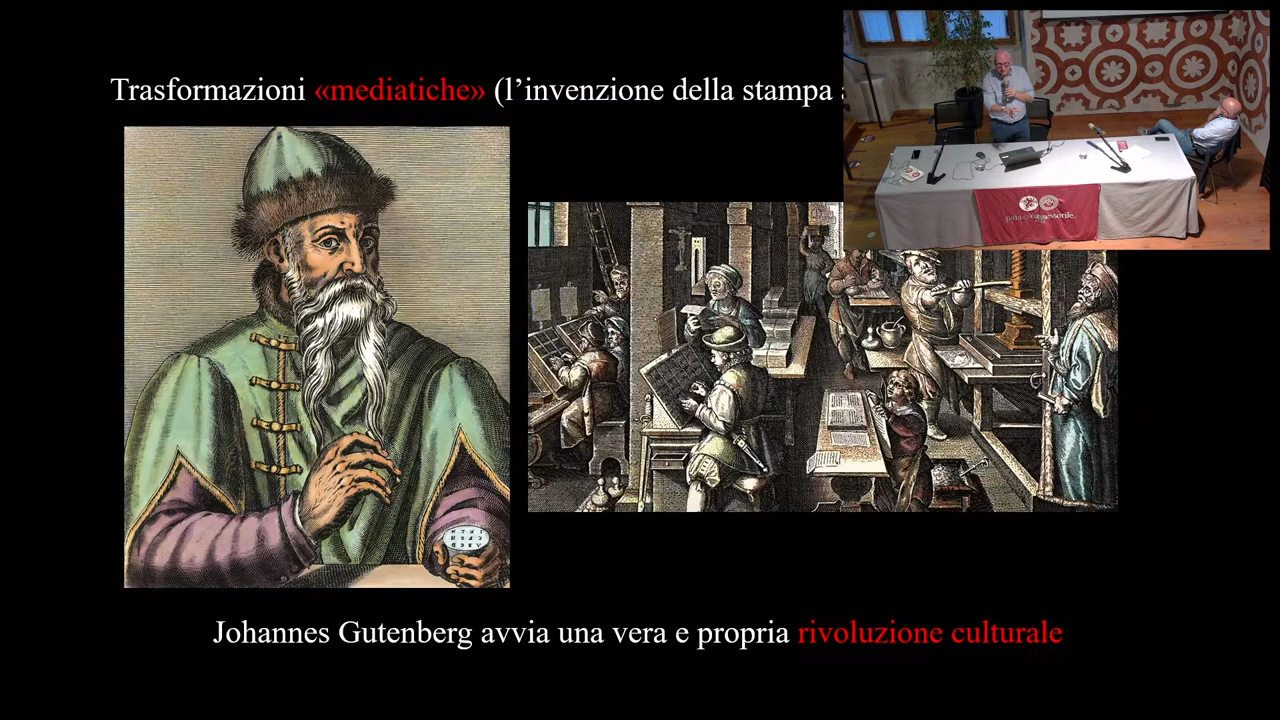 Trasformazioni «mediatiche» (l’invenzione della stampa
Johannes Gutenberg avvia una vera e propria rivoluzione culturale